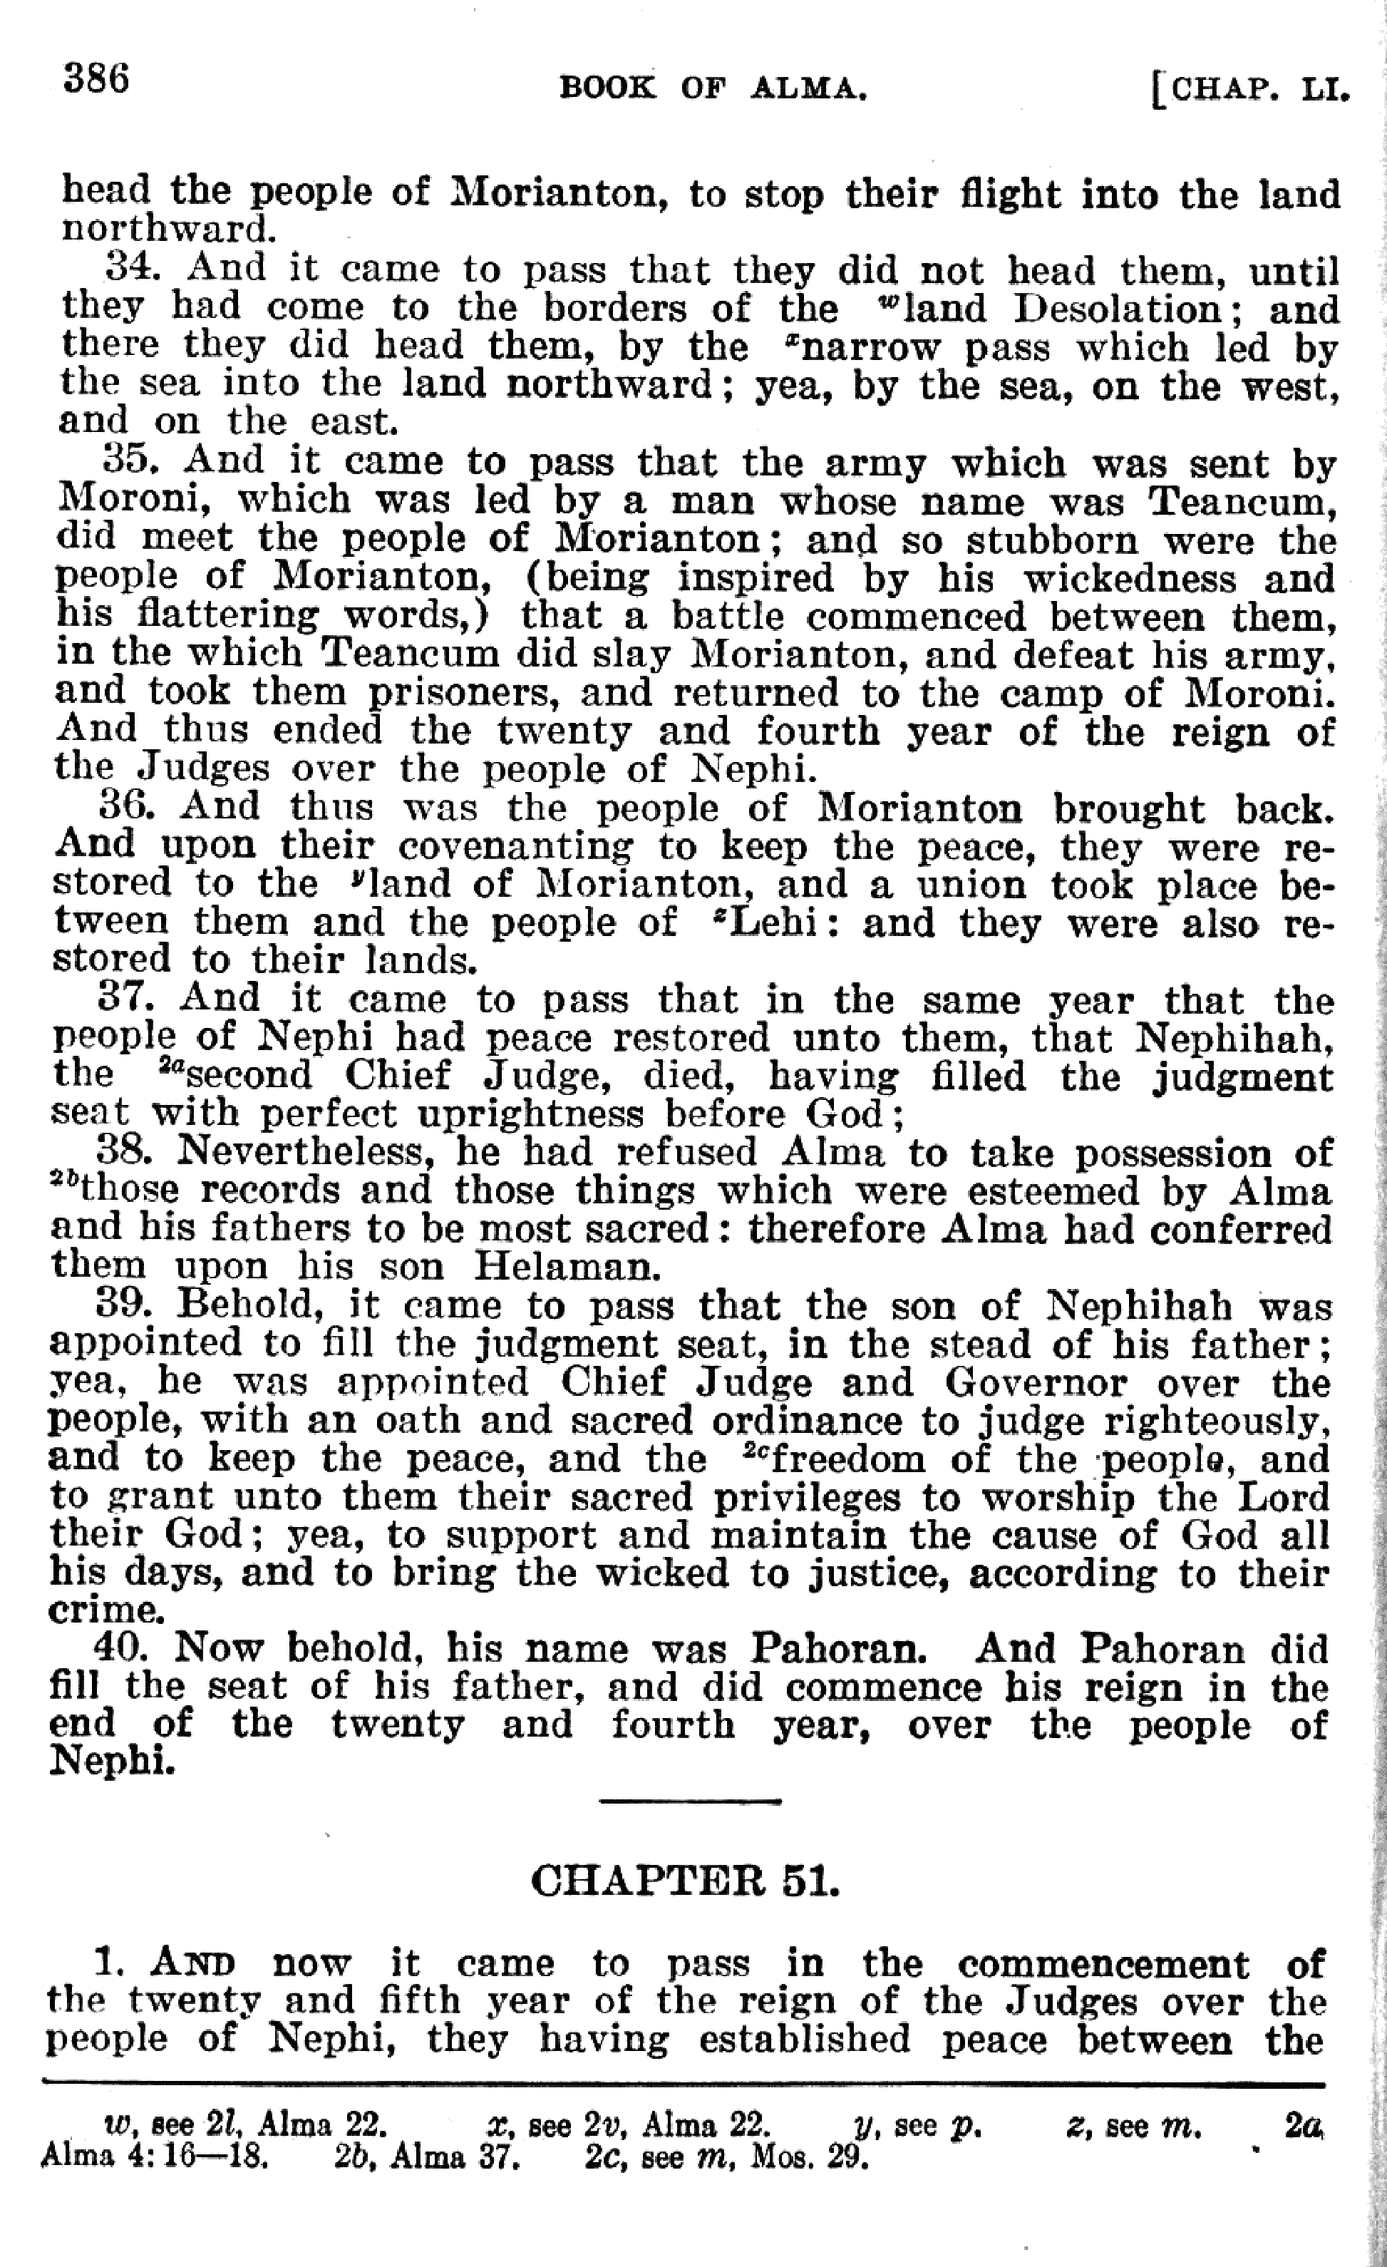 386 BOOK OF ALMA. [CHAP. LI.
head the people of Morianton, to stop their flight into the land
northward.
34. And it came to pass that they did not head them, until
they had come to the borders of the ʷland Desolation; and
there they did head them, by the ˣnarrow pass which led by
the sea into the land northward; yea, by the sea, on the west,
and on the east.
35. And it came to pass that the army which was sent by
Moroni, which was led by a man whose name was Teancum,
did meet the people of Morianton; and so stubborn were the
people of Morianton, (being inspired by his wickedness and
his flattering words,) that a battle commenced between them,
in the which Teancum did slay Morianton, and defeat his army,
and took them prisoners, and returned to the camp of Moroni.
And thus ended the twenty and fourth year of the reign of
the Judges over the people of Nephi.
36. And thus was the people of Morianton brought back.
And upon their covenanting to keep the peace, they were re-
stored to the ʸland of Morianton, and a union took place be-
tween them and the people of ᶻLehi: and they were also re-
stored to their lands.
37. And it came to pass that in the same year that the
people of Nephi had peace restored unto them, that Nephihah,
the ²ᵃsecond Chief Judge, died, having filled the judgment
seat with perfect uprightness before God;
38. Nevertheless, he had refused Alma to take possession of
²ᵇthose records and those things which were esteemed by Alma
and his fathers to be most sacred: therefore Alma had conferred
them upon his son Helaman.
39. Behold, it came to pass that the son of Nephihah was
appointed to fill the judgment seat, in the stead of his father;
yea, he was appointed Chief Judge and Governor over the
people, with an oath and sacred ordinance to judge righteously,
and to keep the peace, and the ²ᶜfreedom of the people, and
to grant unto them their sacred privileges to worship the Lord
their God; yea, to support and maintain the cause of God all
his days, and to bring the wicked to justice, according to their
crime.
40. Now behold, his name was Pahoran. And Pahoran did
fill the seat of his father, and did commence his reign in the
end of the twenty and fourth year, over the people of
Nephi.
CHAPTER 51.
1. AND now it came to pass in the commencement of
the twenty and fifth year of the reign of the Judges over the
people of Nephi, they having established peace between the
w, see 2l, Alma 22. x, see 2v, Alma 22. y, see p. z, see m. 2a,
Alma 4: 16—18. 2b, Alma 37. 2c, see m, Mos. 29.